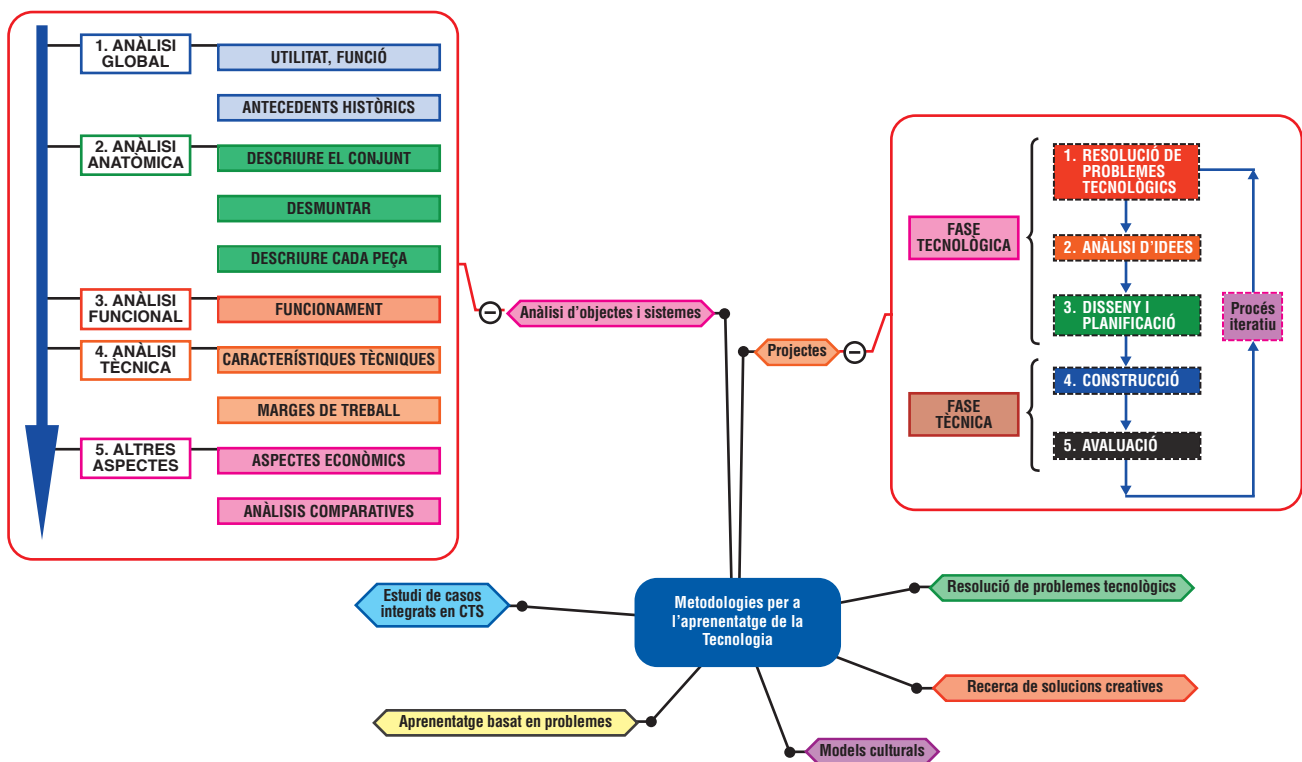 1. ANÀLISI
GLOBAL
UTILITAT, FUNCIÓ
ANTECEDENTS HISTÒRICS
2. ANÀLISI
ANATÒMICA
DESCRIURE EL CONJUNT
DESMUNTAR
DESCRIURE CADA PEÇA
3. ANÀLISI
FUNCIONAL
FUNCIONAMENT
4. ANÀLISI
TÈCNICA
CARACTERÍSTIQUES TÈCNIQUES
MARGES DE TREBALL
5. ALTRES
ASPECTES
ASPECTES ECONÒMICS
ANÀLISIS COMPARATIVES
Anàlisi d’objectes i sistemes
Projectes
FASE
TECNOLÒGICA
1. RESOLUCIÓ DE
PROBLEMES
TECNOLÒGICS
2. ANÀLISI D’IDEES
3. DISSENY I
PLANIFICACIÓ
Procés
iteratiu
FASE
TÈCNICA
4. CONSTRUCCIÓ
5. AVALUACIÓ
Metodologies per a
l’aprenentatge de la
Tecnologia
Estudi de casos
integrats en CTS
Resolució de problemes tecnològics
Recerca de solucions creatives
Aprenentatge basat en problemes
Models culturals